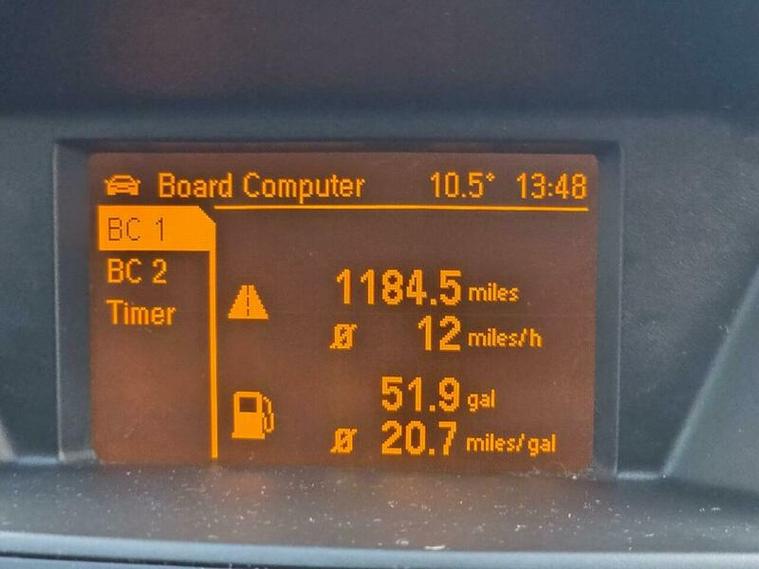 Board Computer 10.5° 13:48
BC 1
BC 2
Timer
1184.5 miles
Ø 12 miles/h
51.9 gal
Ø 20.7 miles/gal